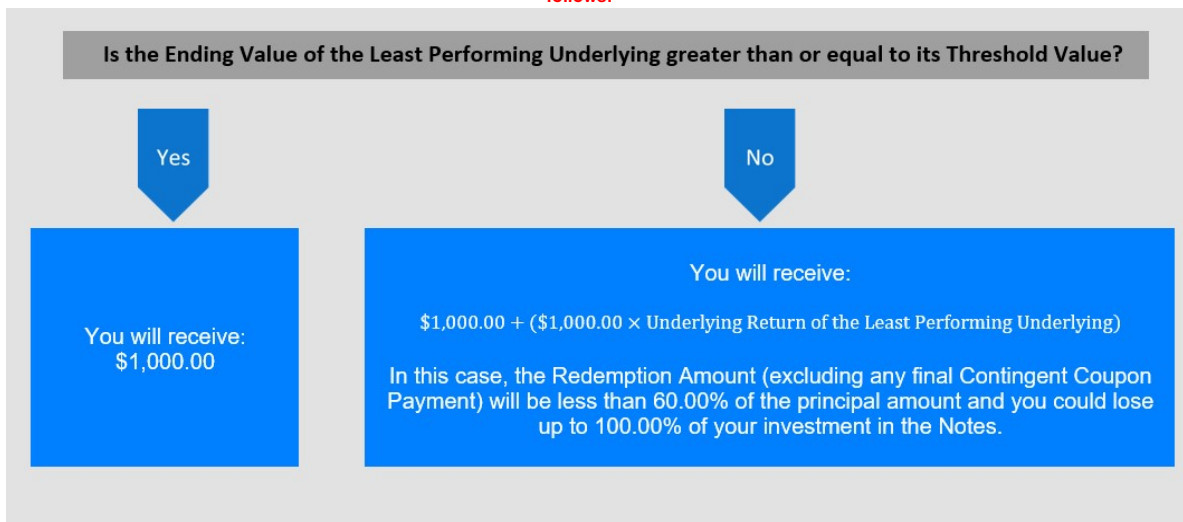 follows:
Is the Ending Value of the Least Performing Underlying greater than or equal to its Threshold Value?
Yes
No
You will receive:
$1,000.00
You will receive:
$1,000.00 + ($1,000.00 × Underlying Return of the Least Performing Underlying)
In this case, the Redemption Amount (excluding any final Contingent Coupon
Payment) will be less than 60.00% of the principal amount and you could lose
up to 100.00% of your investment in the Notes.